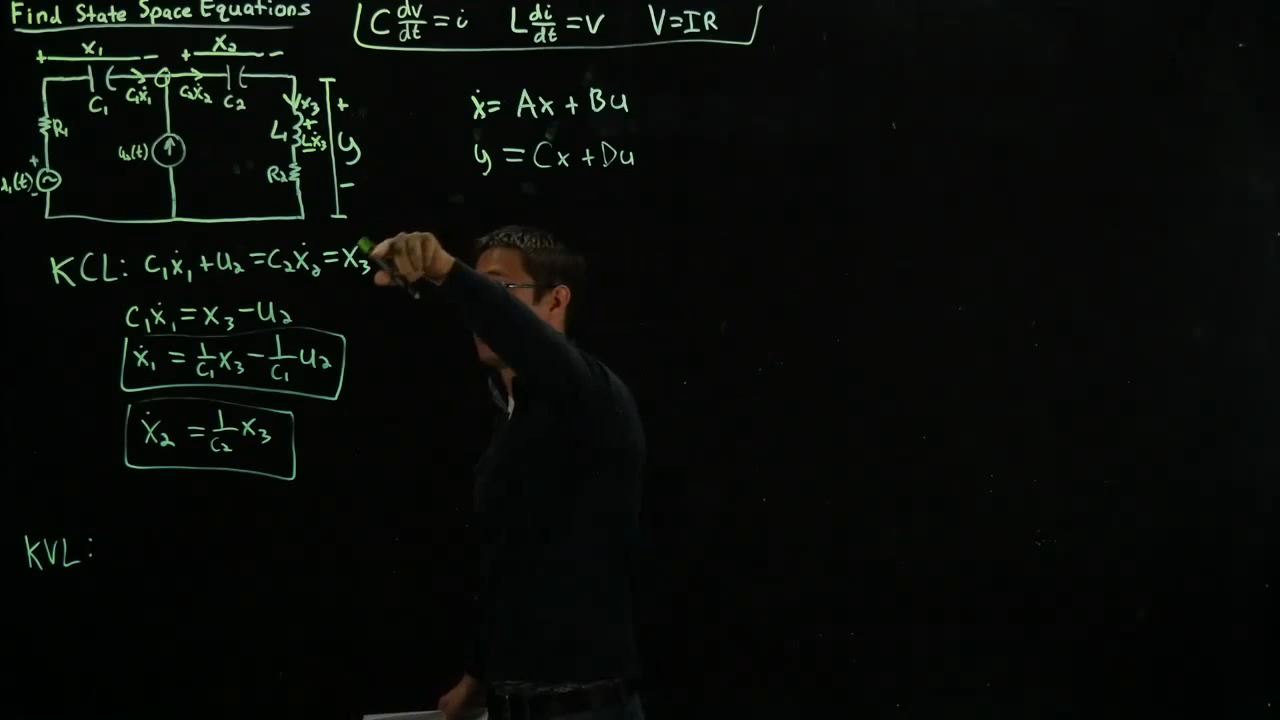 Find State Space Equations
C dv/dt = i L di/dt = V V = IR
+ X₁ − + X₂ −
C₁ C₁ẋ₁ C₂ẋ₂ C₂
R₁
X₃
+
L Lẋ₃
+ y −
u₂(t)
R₂
+
u₁(t)
-
ẋ = Ax + Bu
y = Cx + Du
KCL: C₁ẋ₁ + u₂ = C₂ẋ₂ = X₃
C₁ẋ₁ = X₃ − u₂
ẋ₁ = 1/C₁ X₃ − 1/C₁ u₂
ẋ₂ = 1/C₂ X₃
KVL: